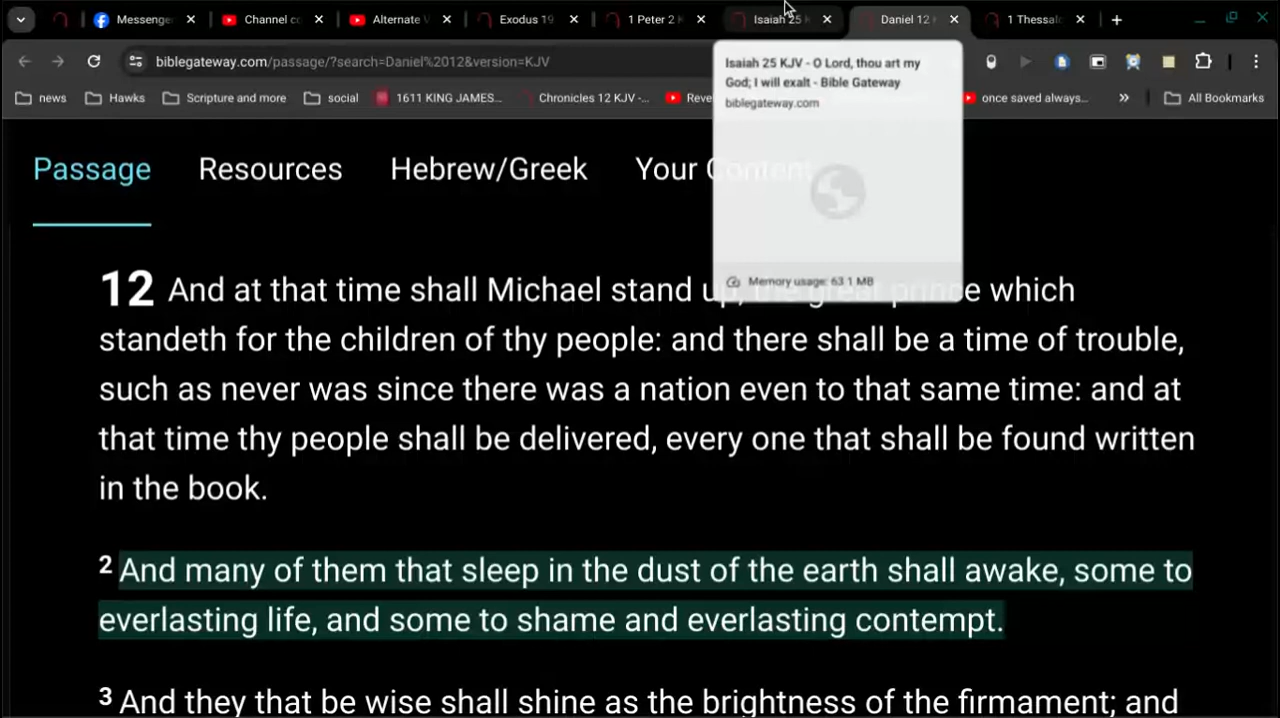 Messenge
Channel co
Alternate V
Exodus 19
1 Peter 2 K
Isaiah 25 K
Daniel 12 K
1 Thessal
biblegateway.com/passage/?search=Daniel%2012&version=KJV
news
Hawks
Scripture and more
social
1611 KING JAMES...
Chronicles 12 KJV -...
Reve
once saved always...
All Bookmarks
Isaiah 25 KJV - O Lord, thou art my
God; I will exalt - Bible Gateway
biblegateway.com
Memory usage: 63.1 MB
Passage
Resources
Hebrew/Greek
Your Content
12 And at that time shall Michael stand up, the great prince which
standeth for the children of thy people: and there shall be a time of trouble,
such as never was since there was a nation even to that same time: and at
that time thy people shall be delivered, every one that shall be found written
in the book.
2 And many of them that sleep in the dust of the earth shall awake, some to
everlasting life, and some to shame and everlasting contempt.
3 And they that be wise shall shine as the brightness of the firmament; and